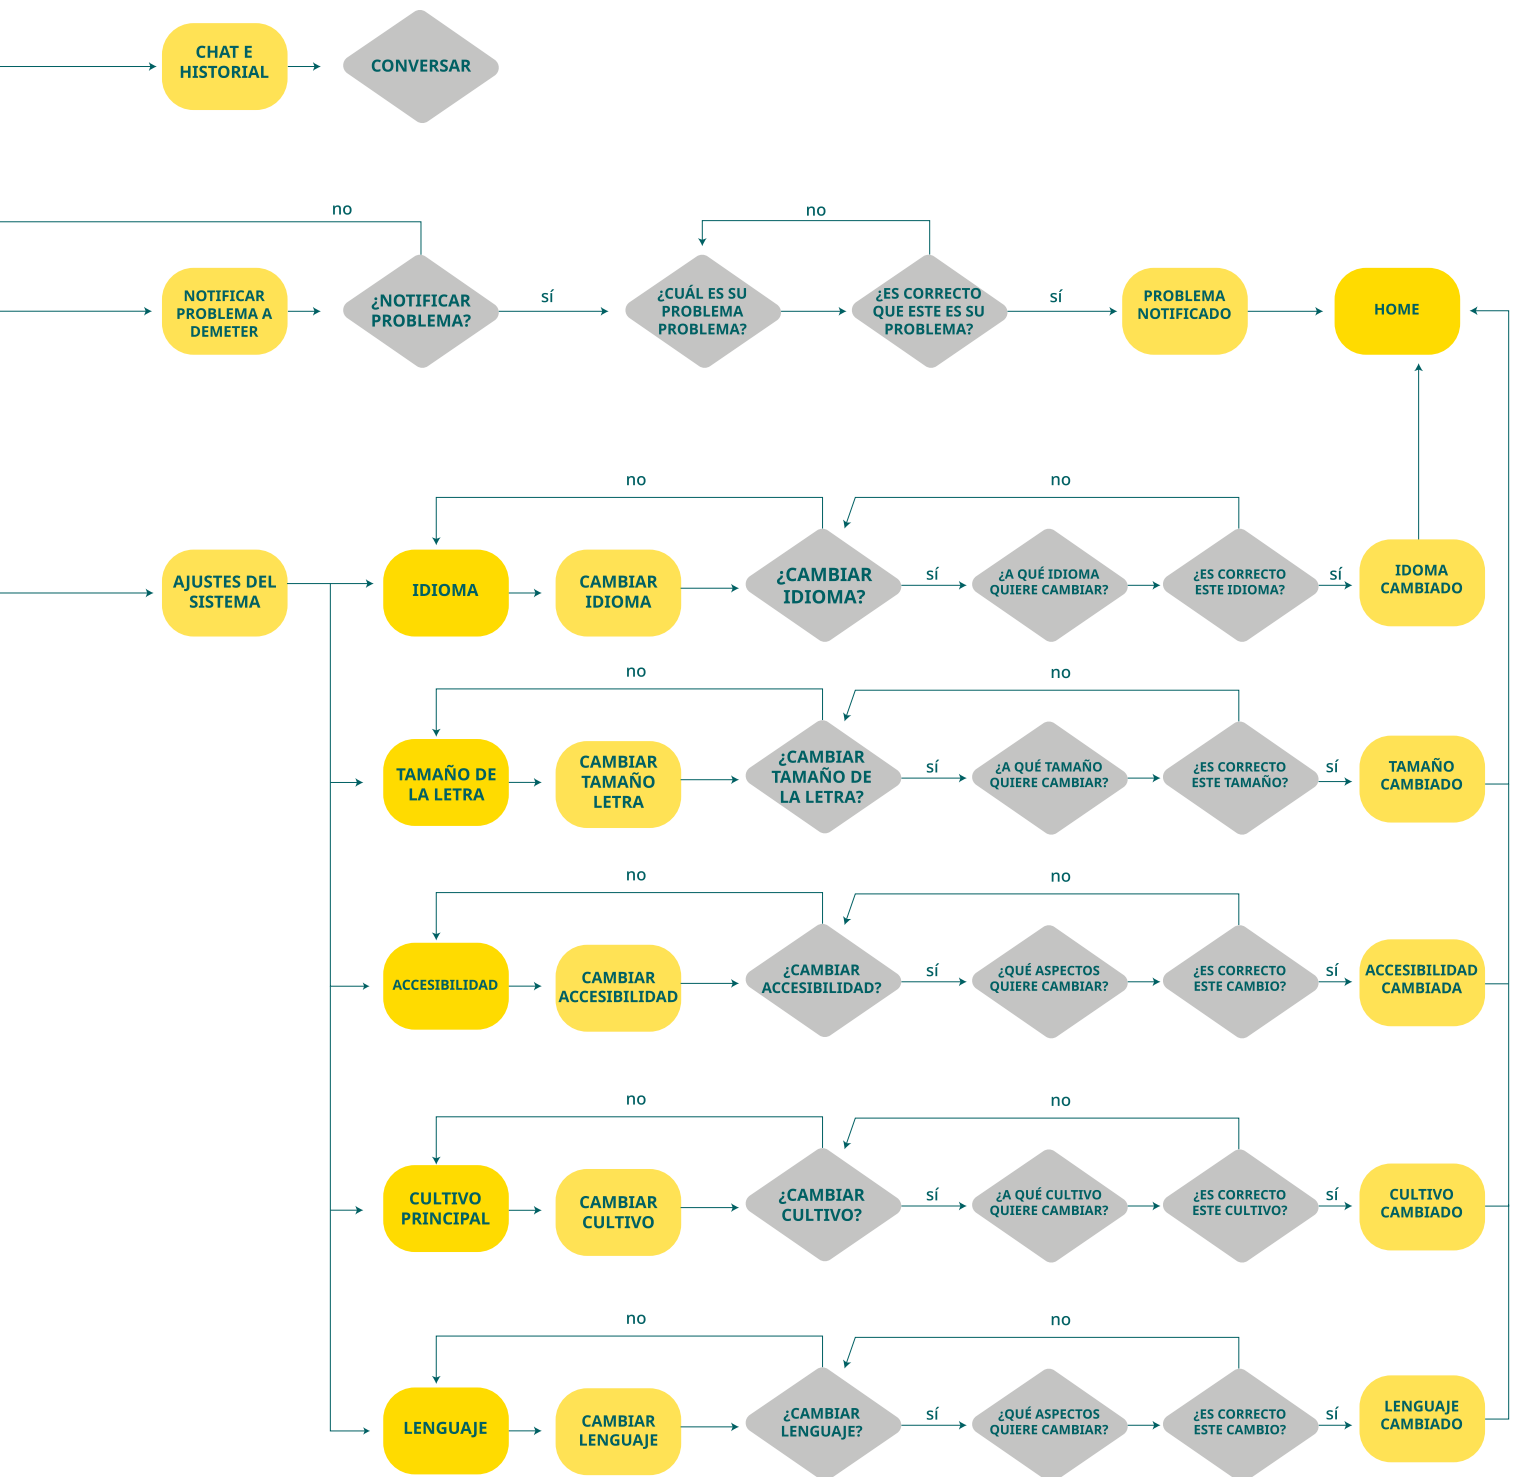 CHAT E
HISTORIAL
CONVERSAR
no
no
NOTIFICAR
PROBLEMA A
DEMETER
¿NOTIFICAR
PROBLEMA?
sí
¿CUÁL ES SU
PROBLEMA
PROBLEMA?
¿ES CORRECTO
QUE ESTE ES SU
PROBLEMA?
sí
PROBLEMA
NOTIFICADO
HOME
no
no
AJUSTES DEL
SISTEMA
IDIOMA
CAMBIAR
IDIOMA
¿CAMBIAR
IDIOMA?
sí
¿A QUÉ IDIOMA
QUIERE CAMBIAR?
¿ES CORRECTO
ESTE IDIOMA?
sí
IDOMA
CAMBIADO
no
no
TAMAÑO DE
LA LETRA
CAMBIAR
TAMAÑO
LETRA
¿CAMBIAR
TAMAÑO DE
LA LETRA?
sí
¿A QUÉ TAMAÑO
QUIERE CAMBIAR?
¿ES CORRECTO
ESTE TAMAÑO?
sí
TAMAÑO
CAMBIADO
no
no
ACCESIBILIDAD
CAMBIAR
ACCESIBILIDAD
¿CAMBIAR
ACCESIBILIDAD?
sí
¿QUÉ ASPECTOS
QUIERE CAMBIAR?
¿ES CORRECTO
ESTE CAMBIO?
sí
ACCESIBILIDAD
CAMBIADA
no
no
CULTIVO
PRINCIPAL
CAMBIAR
CULTIVO
¿CAMBIAR
CULTIVO?
sí
¿A QUÉ CULTIVO
QUIERE CAMBIAR?
¿ES CORRECTO
ESTE CULTIVO?
sí
CULTIVO
CAMBIADO
no
no
LENGUAJE
CAMBIAR
LENGUAJE
¿CAMBIAR
LENGUAJE?
sí
¿QUÉ ASPECTOS
QUIERE CAMBIAR?
¿ES CORRECTO
ESTE CAMBIO?
sí
LENGUAJE
CAMBIADO